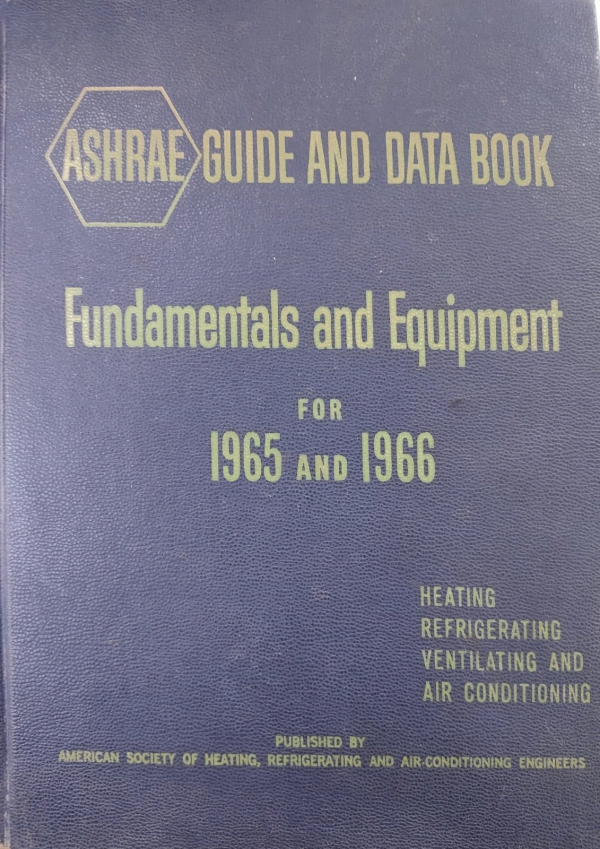 ASHRAE GUIDE AND DATA BOOK
Fundamentals and Equipment
FOR
1965 AND 1966
HEATING
REFRIGERATING
VENTILATING AND
AIR CONDITIONING
PUBLISHED BY
AMERICAN SOCIETY OF HEATING, REFRIGERATING AND AIR-CONDITIONING ENGINEERS